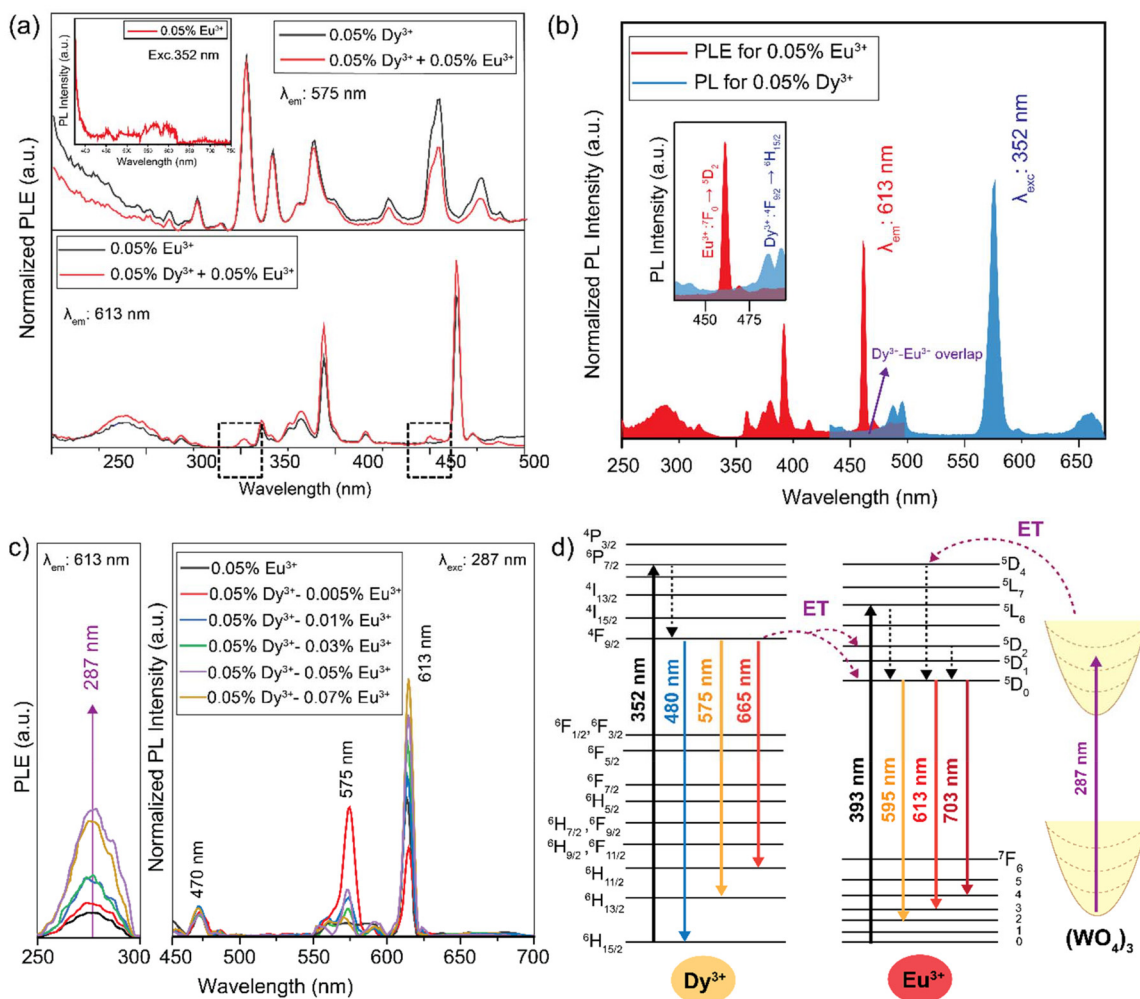 (a)
0.05% Eu³⁺
Exc.352 nm
PL Intensity (a.u.)
Wavelength (nm)
0.05% Dy³⁺
0.05% Dy³⁺ + 0.05% Eu³⁺
λem: 575 nm
Normalized PLE (a.u.)
0.05% Eu³⁺
0.05% Dy³⁺ + 0.05% Eu³⁺
λem: 613 nm
250 300 350 400 450 500
Wavelength (nm)
(b)
PLE for 0.05% Eu³⁺
PL for 0.05% Dy³⁺
Normalized PL Intensity (a.u.)
PL Intensity (a.u.)
Eu³⁺:⁷F₀ → ⁵D₂
Dy³⁺:⁴F₉/₂ → ⁶H₁₅/₂
450 475
λem: 613 nm
λexc: 352 nm
Dy³⁺-Eu³⁺ overlap
250 300 350 400 450 500 550 600 650
Wavelength (nm)
c)
λem: 613 nm
287 nm
PLE (a.u.)
250 300
λexc: 287 nm
0.05% Eu³⁺
0.05% Dy³⁺- 0.005% Eu³⁺
0.05% Dy³⁺- 0.01% Eu³⁺
0.05% Dy³⁺- 0.03% Eu³⁺
0.05% Dy³⁺- 0.05% Eu³⁺
0.05% Dy³⁺- 0.07% Eu³⁺
Normalized PL Intensity (a.u.)
470 nm
575 nm
613 nm
450 500 550 600 650 700
Wavelength (nm)
d)
⁴P₃/₂
⁶P₇/₂
⁴I₁₃/₂
⁴I₁₅/₂
⁴F₉/₂
⁶F₁/₂,⁶F₃/₂
⁶F₅/₂
⁶F₇/₂
⁶H₅/₂
⁶H₇/₂,⁶F₉/₂
⁶H₉/₂,⁶F₁₁/₂
⁶H₁₁/₂
⁶H₁₃/₂
⁶H₁₅/₂
352 nm
480 nm
575 nm
665 nm
Dy³⁺
ET
ET
⁵D₄
⁵L₇
⁵L₆
⁵D₂
⁵D₁
⁵D₀
393 nm
595 nm
613 nm
703 nm
⁷F₆
5
4
3
2
1
0
Eu³⁺
287 nm
(WO₄)₃